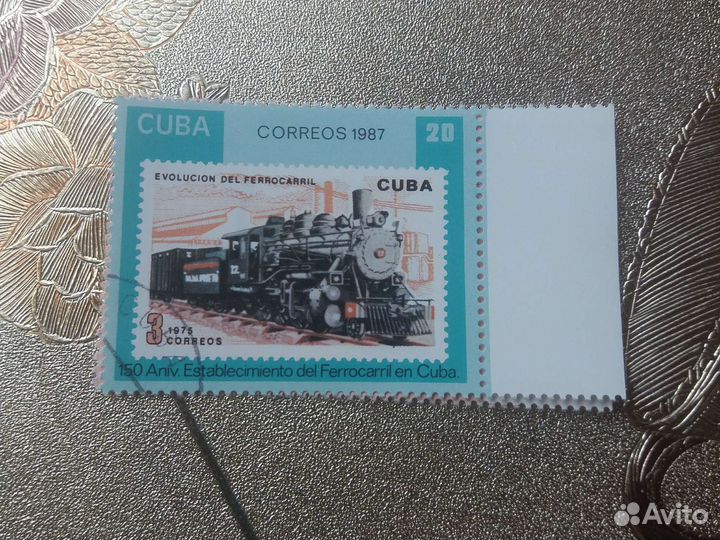 CUBA
CORREOS 1987
20
EVOLUCION DEL FERROCARRIL
CUBA
22
3
1975
CORREOS
150 Aniv. Establecimiento del Ferrocarril en Cuba.
Avito